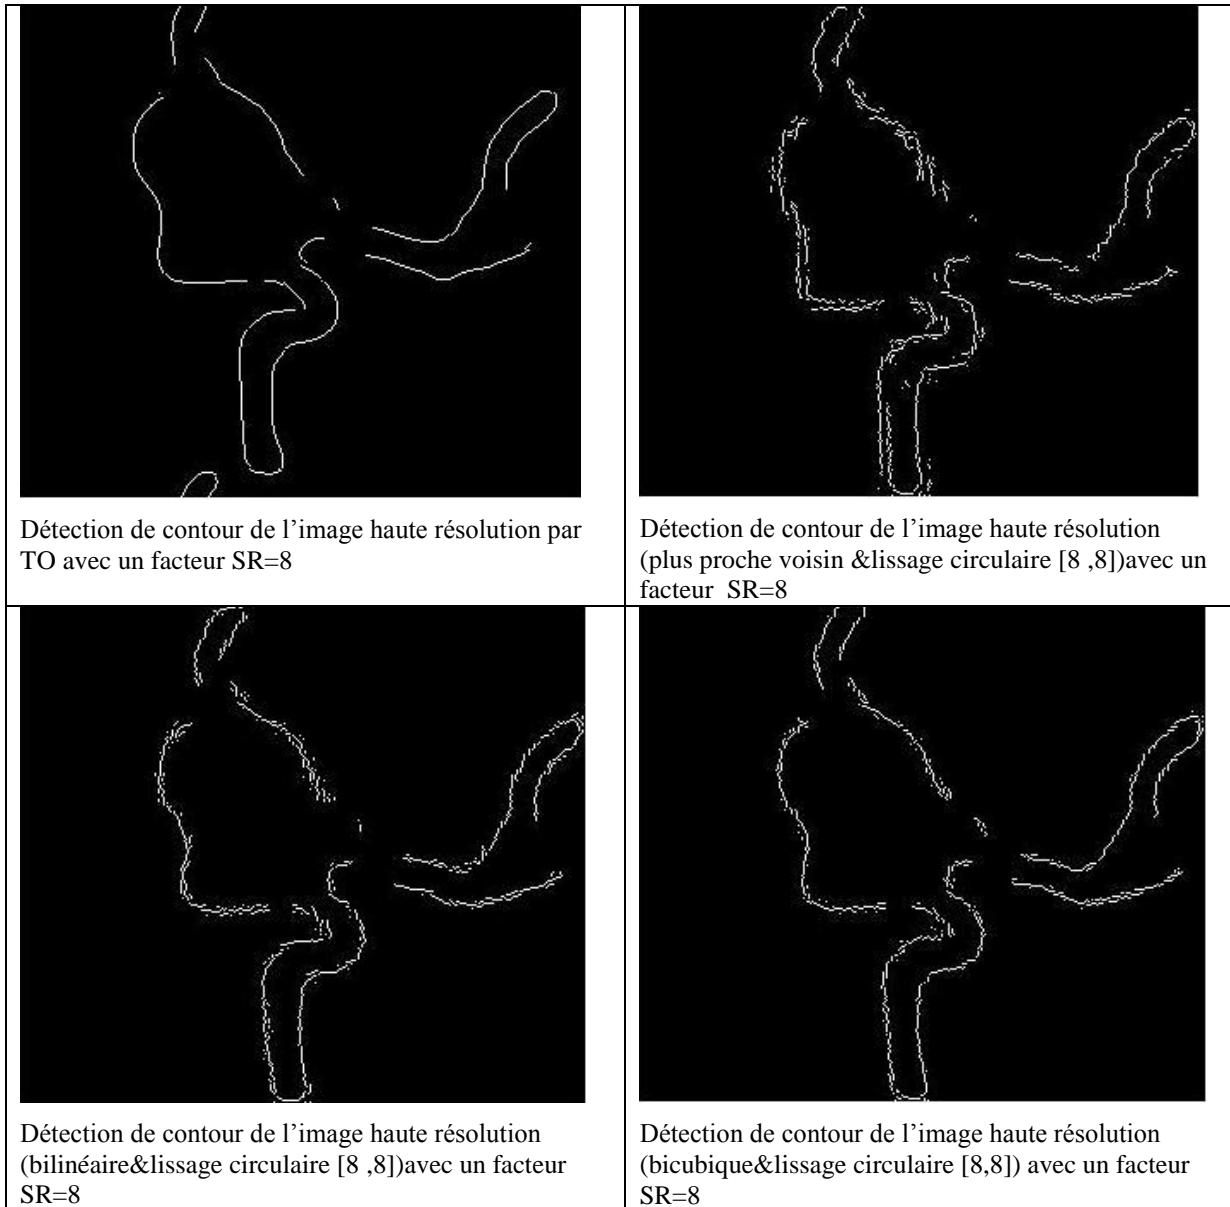 Détection de contour de l’image haute résolution par
TO avec un facteur SR=8
Détection de contour de l’image haute résolution
(plus proche voisin &lissage circulaire [8 ,8])avec un
facteur  SR=8
Détection de contour de l’image haute résolution
(bilinéaire&lissage circulaire [8 ,8])avec un facteur
SR=8
Détection de contour de l’image haute résolution
(bicubique&lissage circulaire [8,8]) avec un facteur
SR=8